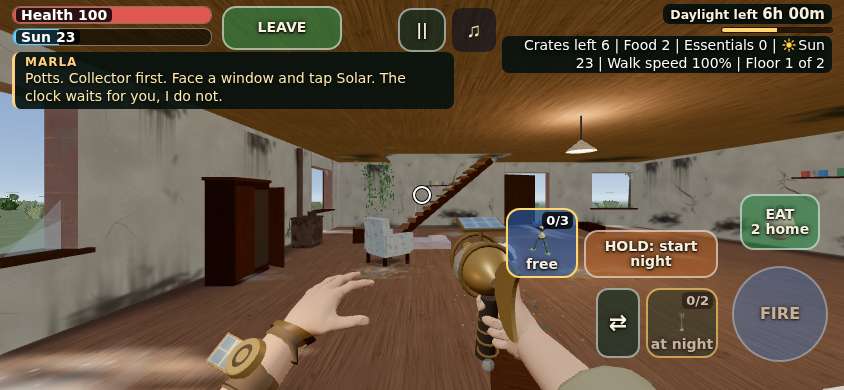 Health 100
Sun 23
LEAVE
Daylight left 6h 00m
Crates left 6 | Food 2 | Essentials 0 | ☀Sun
23 | Walk speed 100% | Floor 1 of 2
MARLA
Potts. Collector first. Face a window and tap Solar. The
clock waits for you, I do not.
0/3
free
HOLD: start
night
EAT
2 home
0/2
at night
FIRE